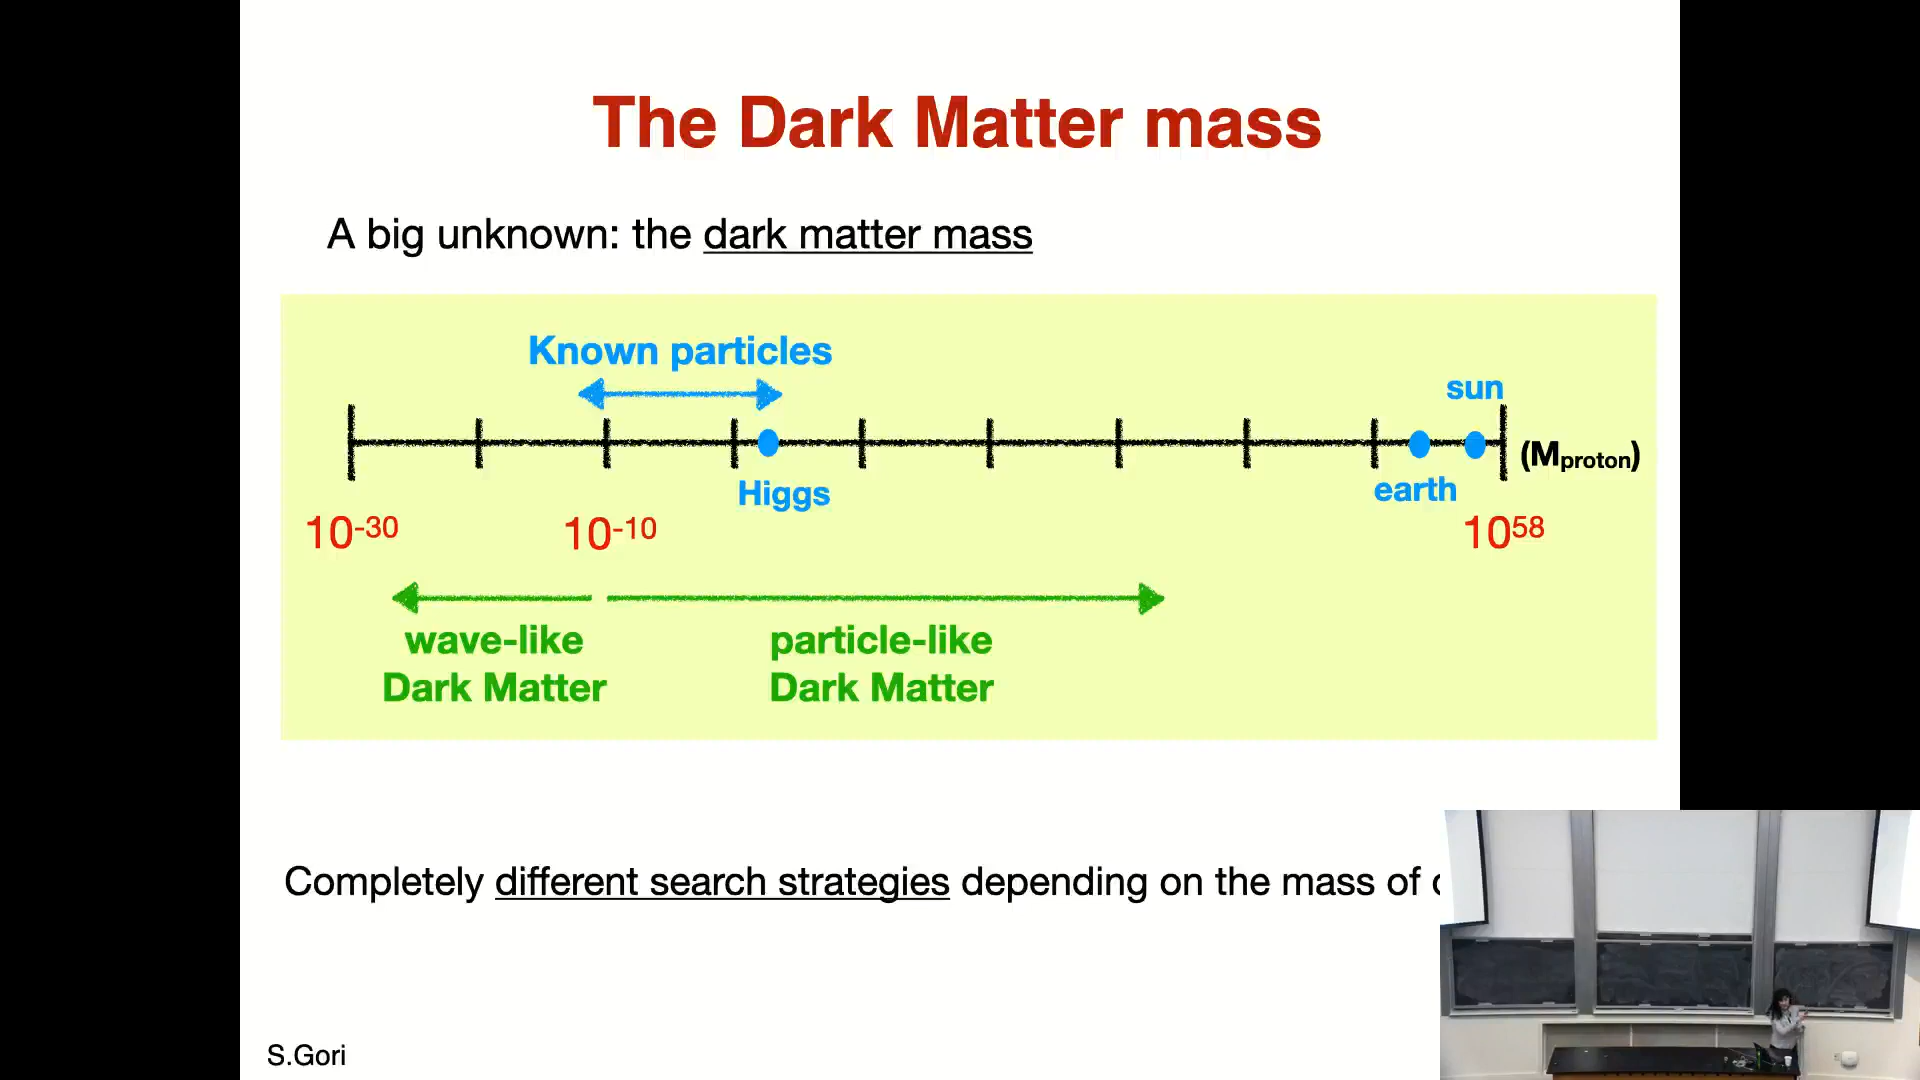 The Dark Matter mass
A big unknown: the dark matter mass
Known particles
sun
(Mproton)
Higgs
earth
10-30
10-10
1058
wave-like
Dark Matter
particle-like
Dark Matter
Completely different search strategies depending on the mass of
S.Gori